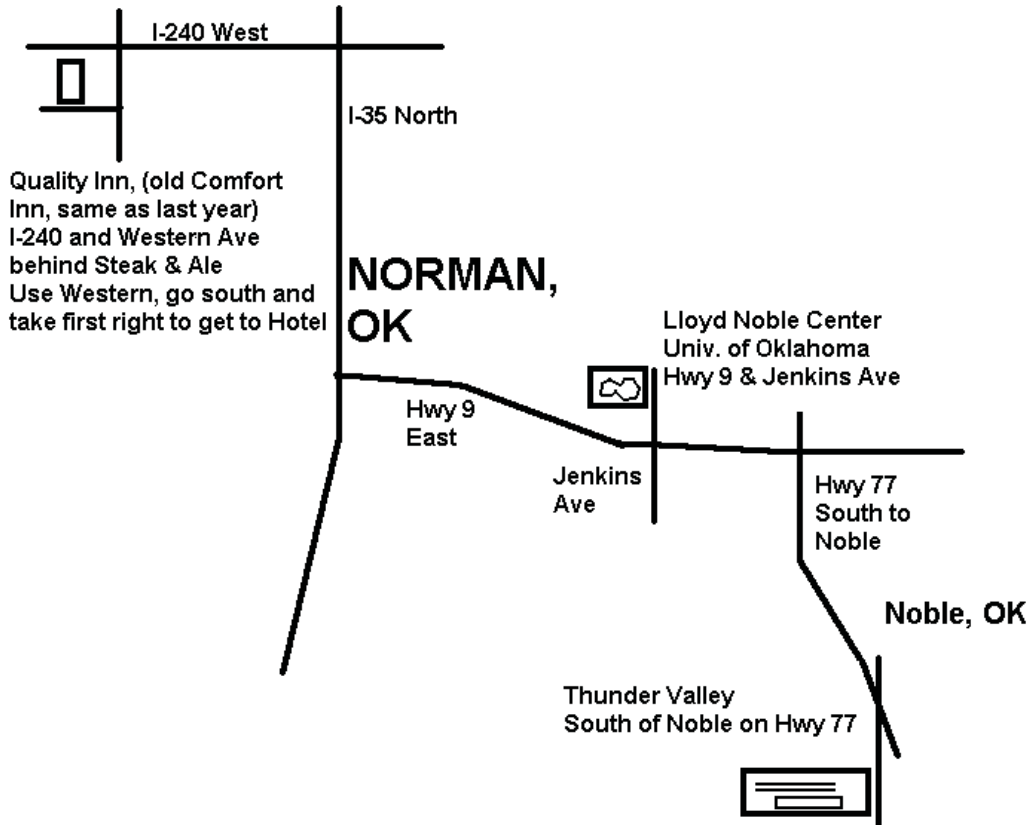 I-240 West
I-35 North
Quality Inn, (old Comfort
Inn, same as last year)
I-240 and Western Ave
behind Steak & Ale
Use Western, go south and
take first right to get to Hotel
NORMAN,
OK
Lloyd Noble Center
Univ. of Oklahoma
Hwy 9 & Jenkins Ave
Hwy 9
East
Jenkins
Ave
Hwy 77
South to
Noble
Noble, OK
Thunder Valley
South of Noble on Hwy 77